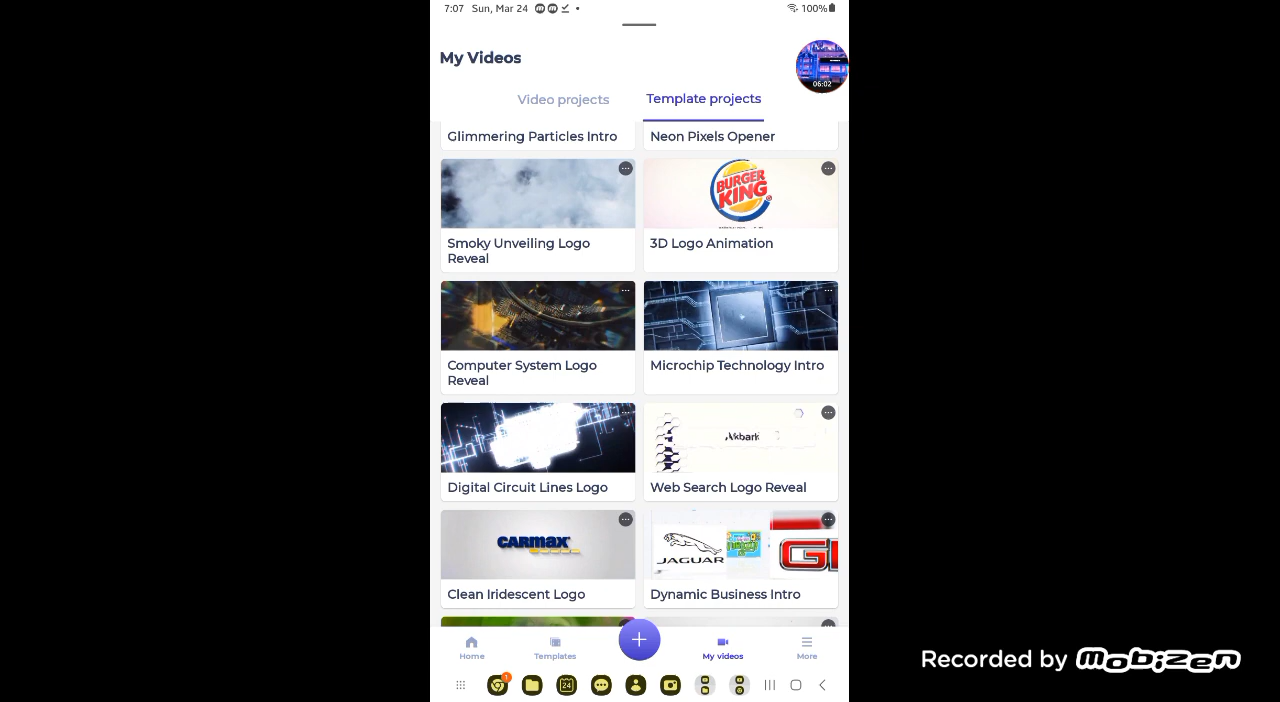 7:07 Sun, Mar 24
100%
My Videos
06:02
Video projects
Template projects
Glimmering Particles Intro
Neon Pixels Opener
BURGER
KING
Smoky Unveiling Logo
Reveal
3D Logo Animation
Computer System Logo
Reveal
Microchip Technology Intro
Akbank
Digital Circuit Lines Logo
Web Search Logo Reveal
CARMAX
JAGUAR
Clean Iridescent Logo
Dynamic Business Intro
Home
Templates
My videos
More
1
24
Recorded by mobizen